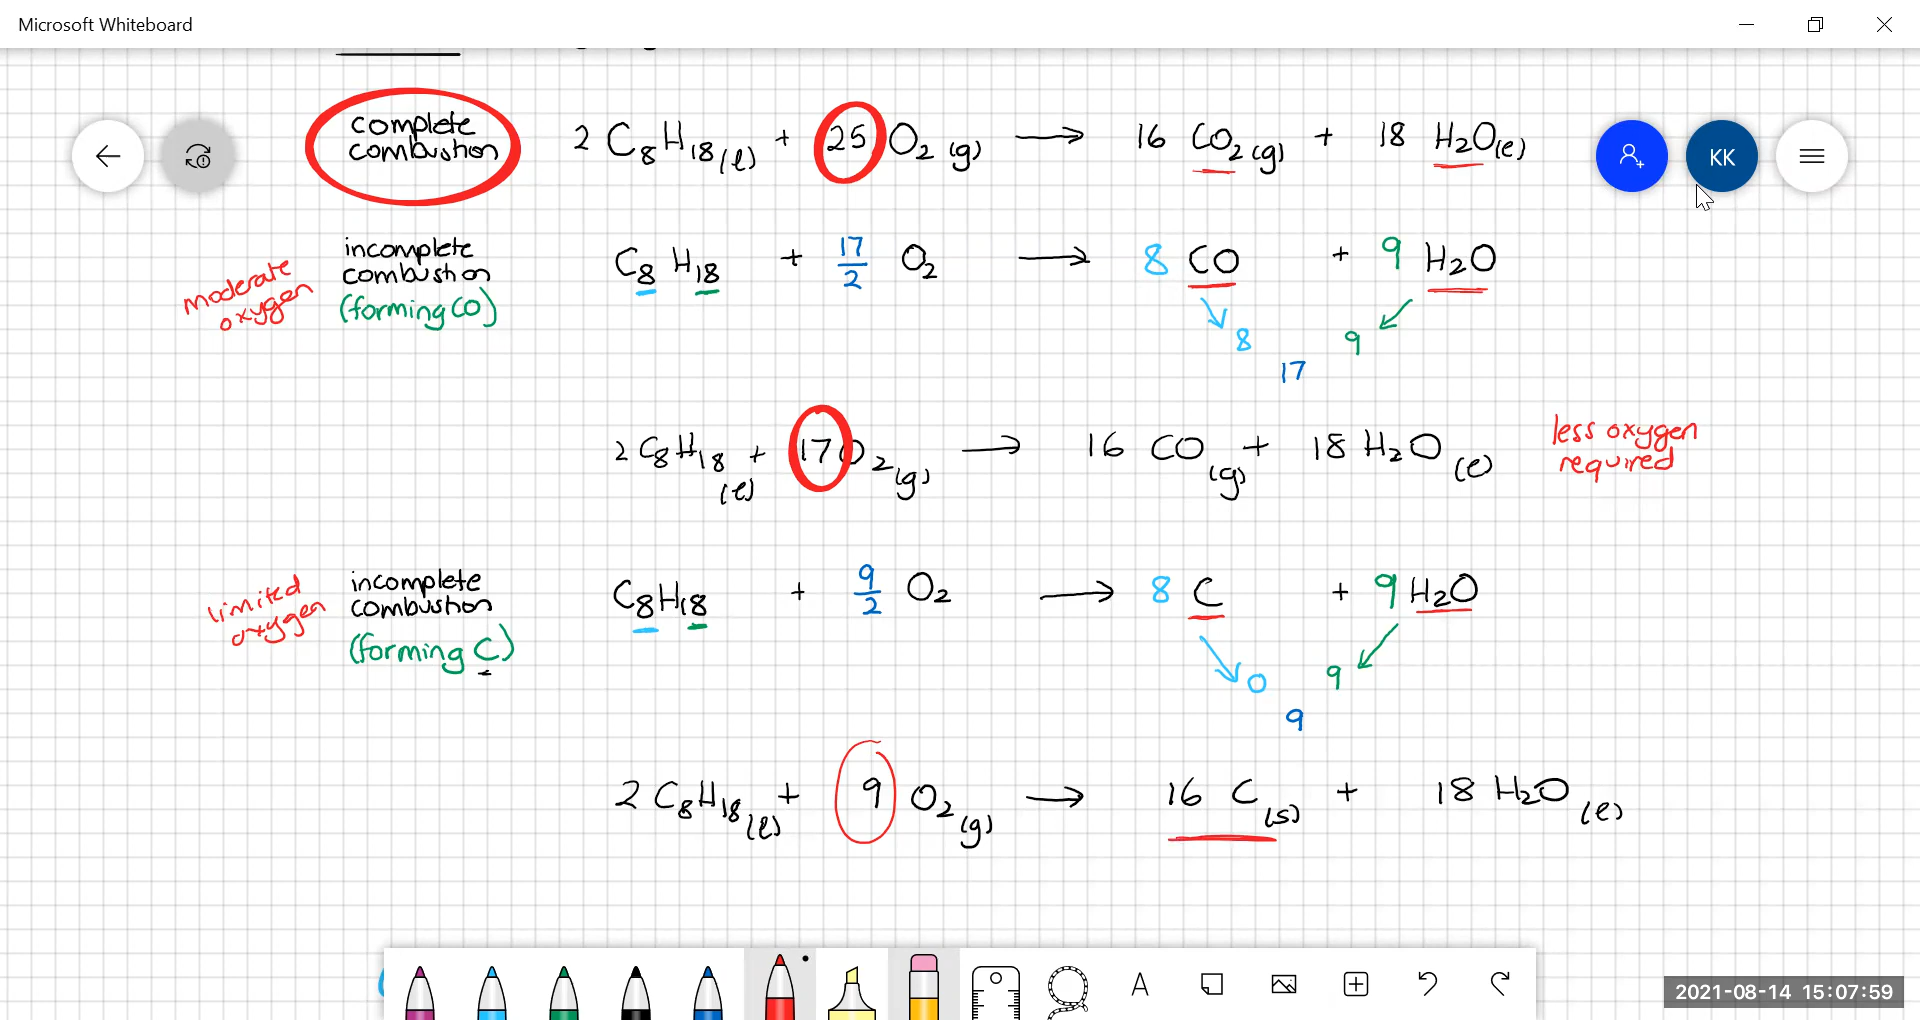 Microsoft Whiteboard
complete
combustion
2 C8H18(l) + 25 O2(g) → 16 CO2(g) + 18 H2O(l)
KK
moderate
oxygen
incomplete
combustion
(forming CO)
C8H18 + 17/2 O2 → 8 CO + 9 H2O
8 9
17
2 C8H18(l) + 17 O2(g) → 16 CO(g) + 18 H2O(l)
less oxygen
required
limited
oxygen
incomplete
combustion
(forming C)
C8H18 + 9/2 O2 → 8 C + 9 H2O
0 9
9
2 C8H18(l) + 9 O2(g) → 16 C(s) + 18 H2O(l)
A
2021-08-14 15:07:59